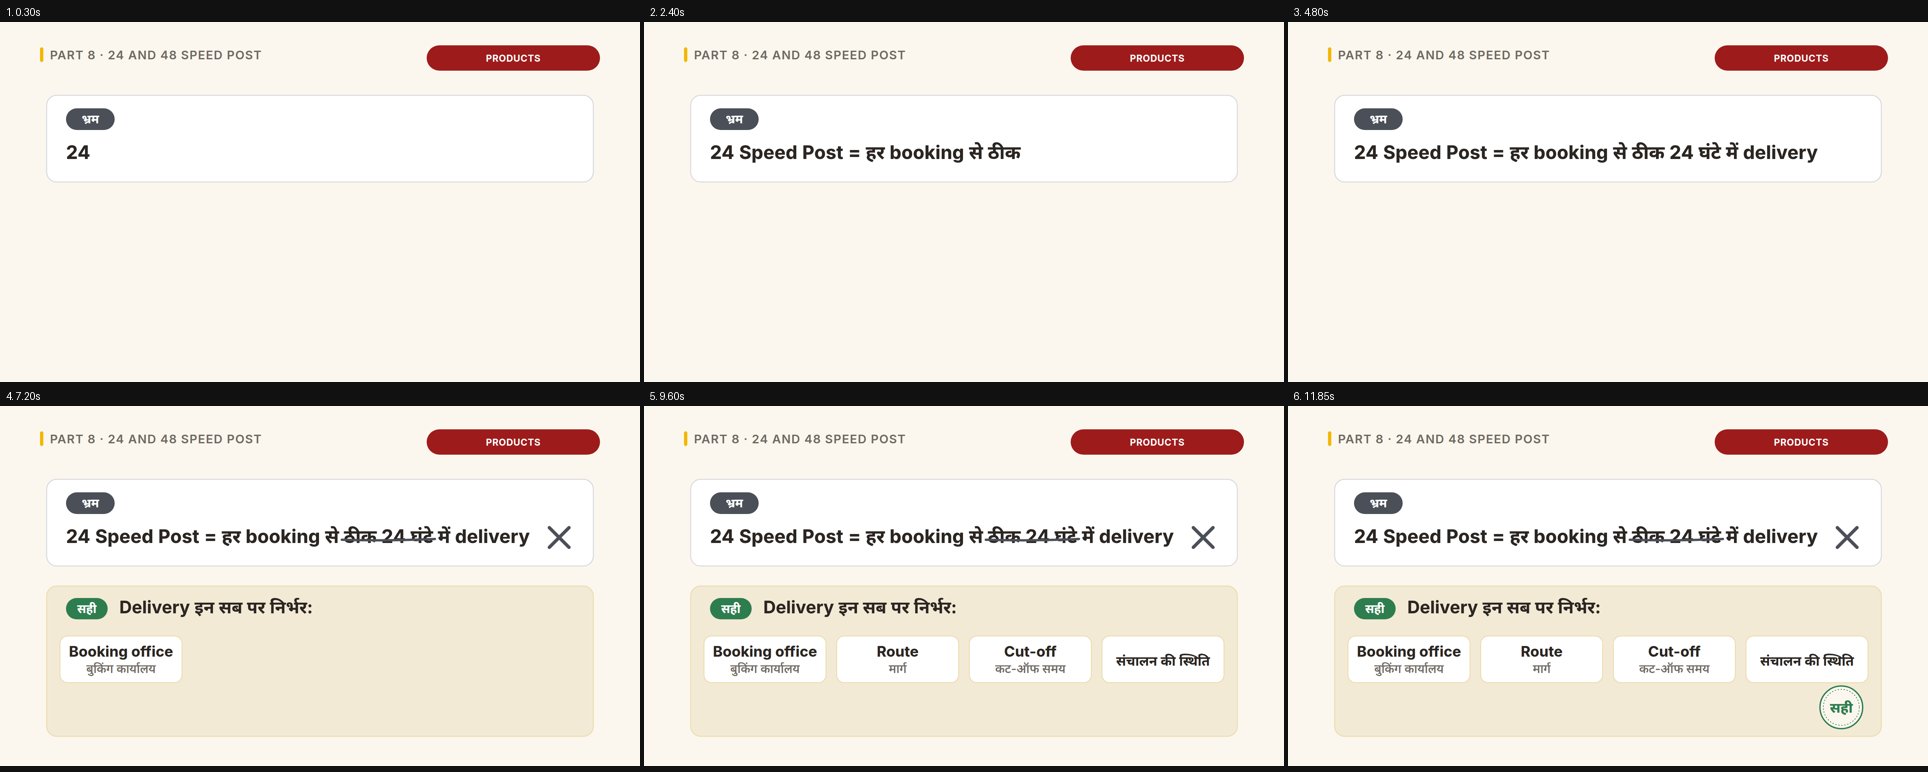 1. 0.30s
PART 8 · 24 AND 48 SPEED POST
PRODUCTS
भ्रम
24
2. 2.40s
PART 8 · 24 AND 48 SPEED POST
PRODUCTS
भ्रम
24 Speed Post = हर booking से ठीक
3. 4.80s
PART 8 · 24 AND 48 SPEED POST
PRODUCTS
भ्रम
24 Speed Post = हर booking से ठीक 24 घंटे में delivery
4. 7.20s
PART 8 · 24 AND 48 SPEED POST
PRODUCTS
भ्रम
24 Speed Post = हर booking से ठीक 24 घंटे में delivery
सही Delivery इन सब पर निर्भर:
Booking office
बुकिंग कार्यालय
5. 9.60s
PART 8 · 24 AND 48 SPEED POST
PRODUCTS
भ्रम
24 Speed Post = हर booking से ठीक 24 घंटे में delivery
सही Delivery इन सब पर निर्भर:
Booking office
बुकिंग कार्यालय
Route
मार्ग
Cut-off
कट-ऑफ समय
संचालन की स्थिति
6. 11.85s
PART 8 · 24 AND 48 SPEED POST
PRODUCTS
भ्रम
24 Speed Post = हर booking से ठीक 24 घंटे में delivery
सही Delivery इन सब पर निर्भर:
Booking office
बुकिंग कार्यालय
Route
मार्ग
Cut-off
कट-ऑफ समय
संचालन की स्थिति
सही